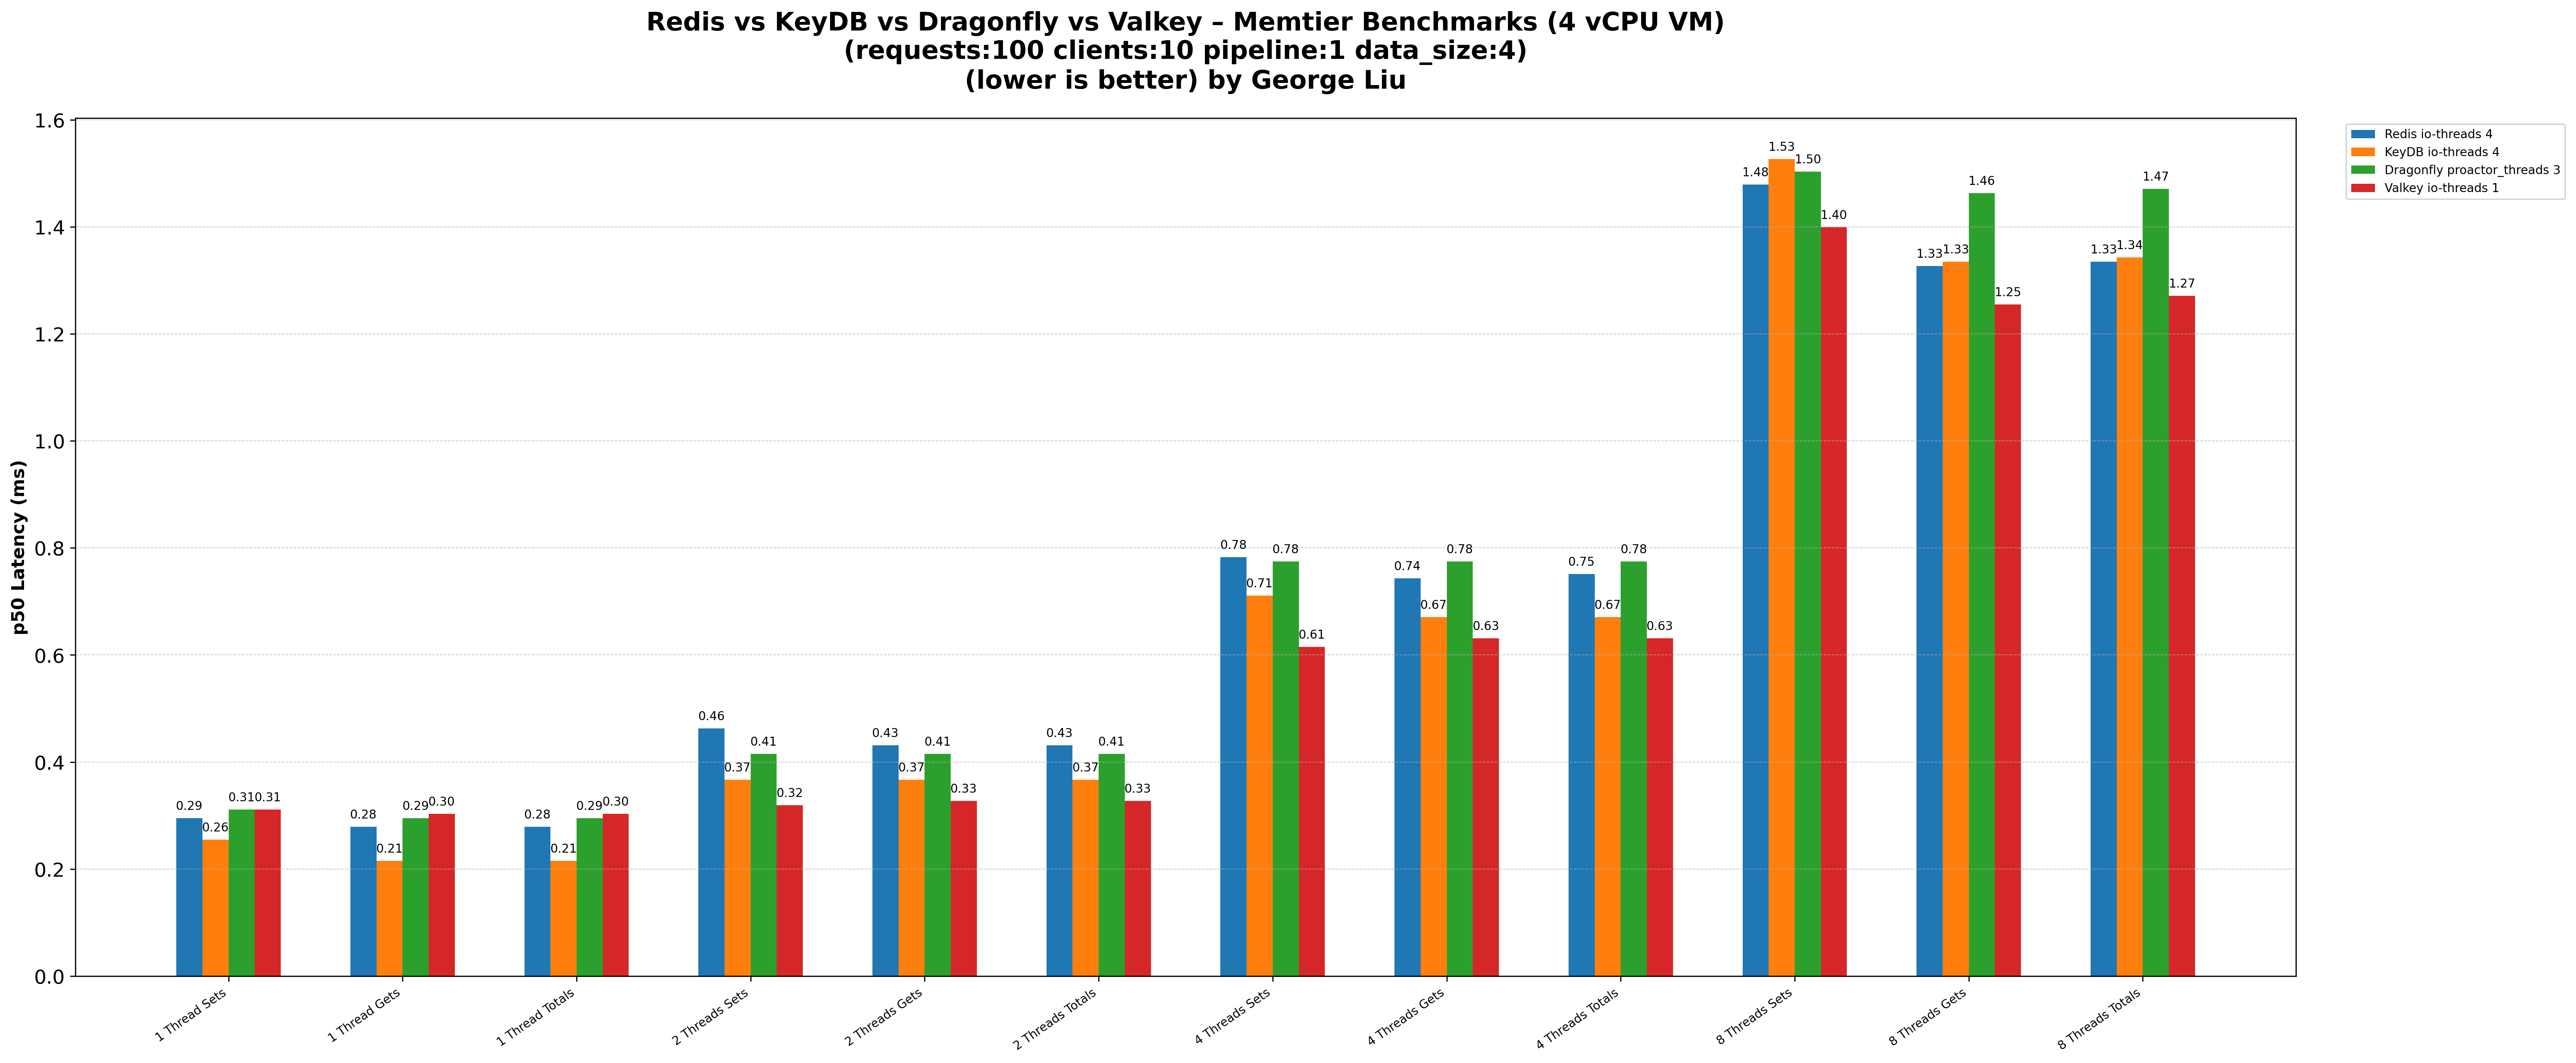 Redis vs KeyDB vs Dragonfly vs Valkey – Memtier Benchmarks (4 vCPU VM)
(requests:100 clients:10 pipeline:1 data_size:4)
(lower is better) by George Liu
p50 Latency (ms)
1.6
1.4
1.2
1.0
0.8
0.6
0.4
0.2
0.0
0.29 0.26 0.31 0.31
0.28 0.21 0.29 0.30
0.28 0.21 0.29 0.30
0.46 0.37 0.41 0.32
0.43 0.37 0.41 0.33
0.43 0.37 0.41 0.33
0.78 0.71 0.78 0.61
0.74 0.67 0.78 0.63
0.75 0.67 0.78 0.63
1.48 1.53 1.50 1.40
1.33 1.33 1.46 1.25
1.33 1.34 1.47 1.27
1 Thread Sets
1 Thread Gets
1 Thread Totals
2 Threads Sets
2 Threads Gets
2 Threads Totals
4 Threads Sets
4 Threads Gets
4 Threads Totals
8 Threads Sets
8 Threads Gets
8 Threads Totals
Redis io-threads 4
KeyDB io-threads 4
Dragonfly proactor_threads 3
Valkey io-threads 1